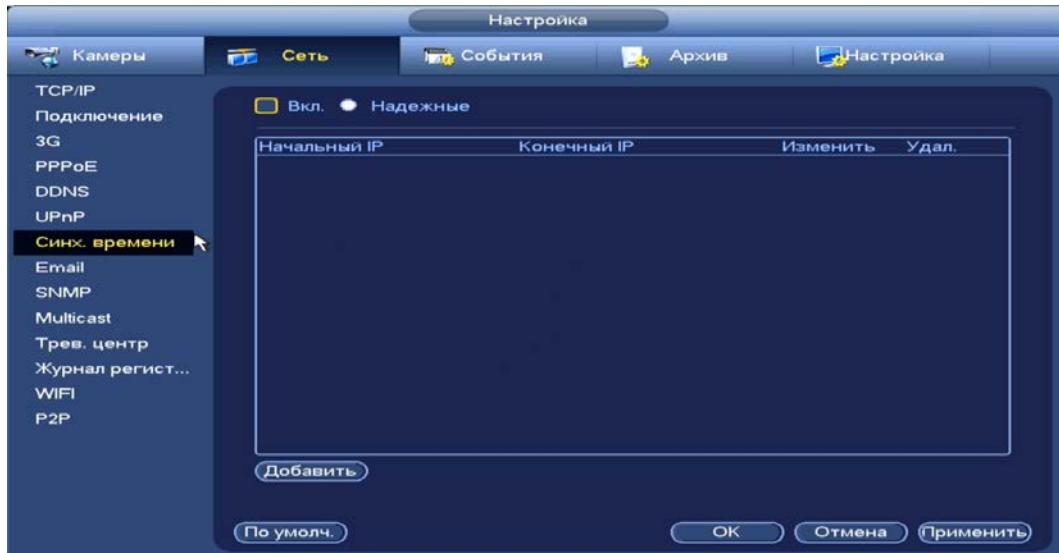 Настройка
Камеры Сеть События Архив Настройка
TCP/IP
Подключение
3G
PPPoE
DDNS
UPnP
Синх. времени
Email
SNMP
Multicast
Трев. центр
Журнал регист...
WIFI
P2P
Вкл. Надежные
Начальный IP Конечный IP Изменить Удал.
Добавить
По умолч. OK Отмена Применить